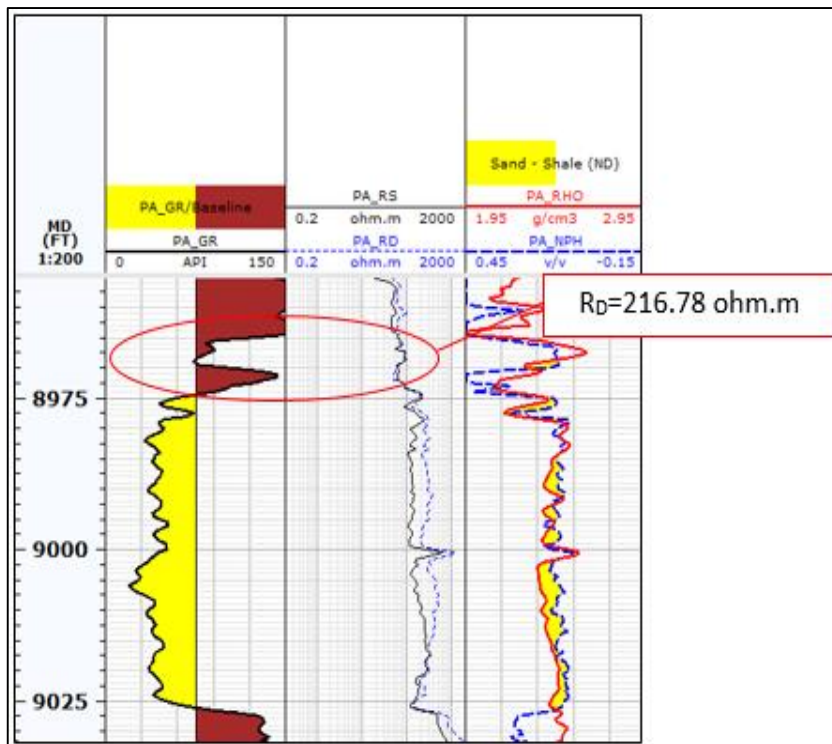 Sand - Shale (ND)
PA_GR/Baseline
PA_RS
PA_RHO
0.2 ohm.m 2000
1.95 g/cm3 2.95
MD
(FT)
1:200
PA_GR
PA_RD
PA_NPH
0 API 150
0.2 ohm.m 2000
0.45 v/v -0.15
RD=216.78 ohm.m
8975
9000
9025